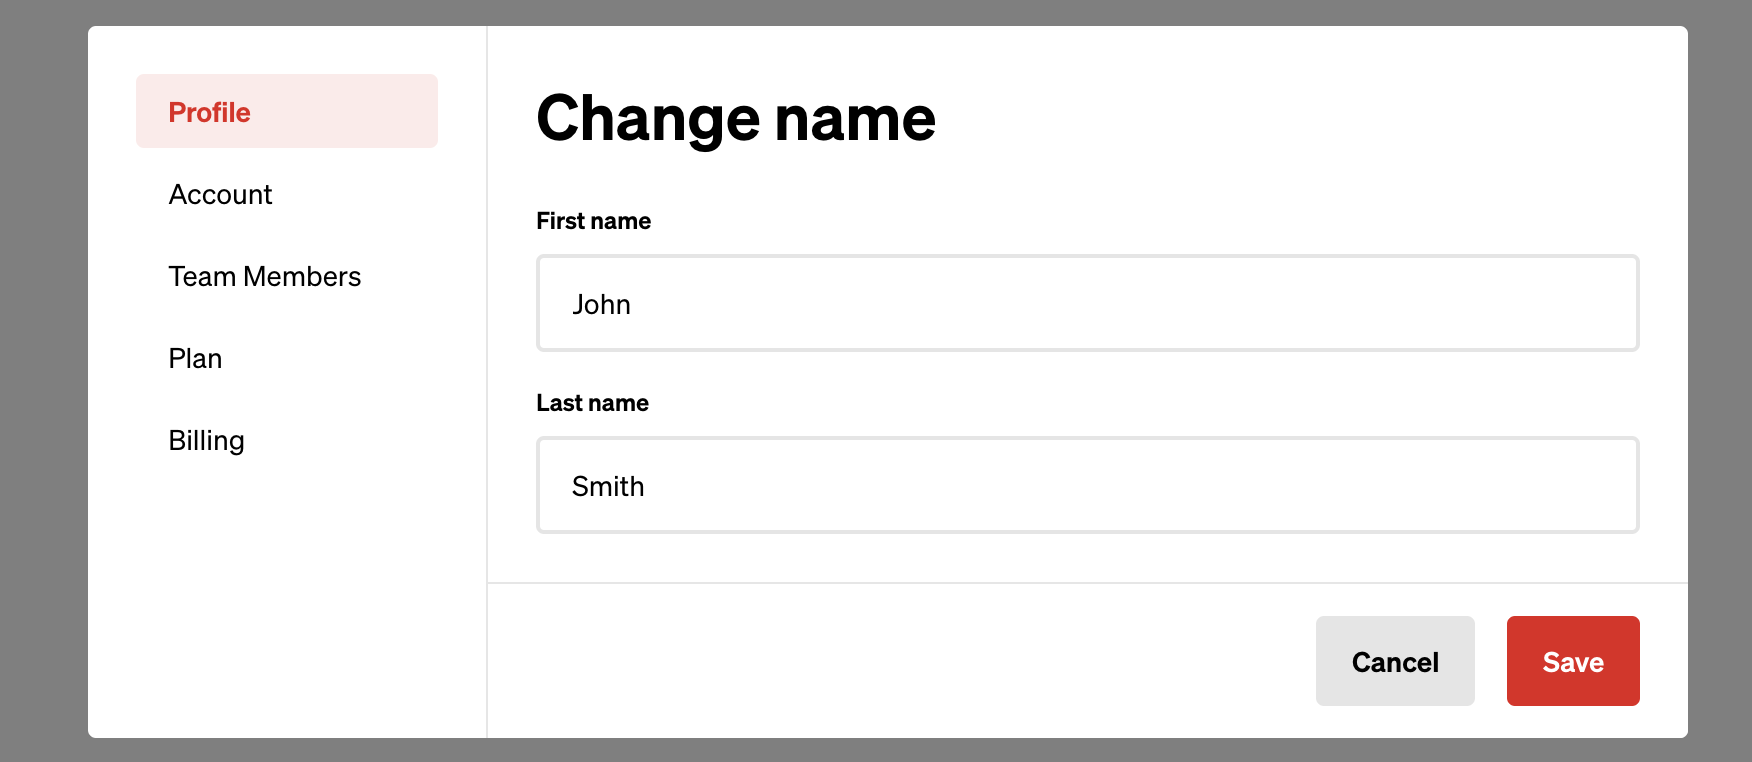 Profile
Account
Team Members
Plan
Billing
Change name
First name
John
Last name
Smith
Cancel
Save